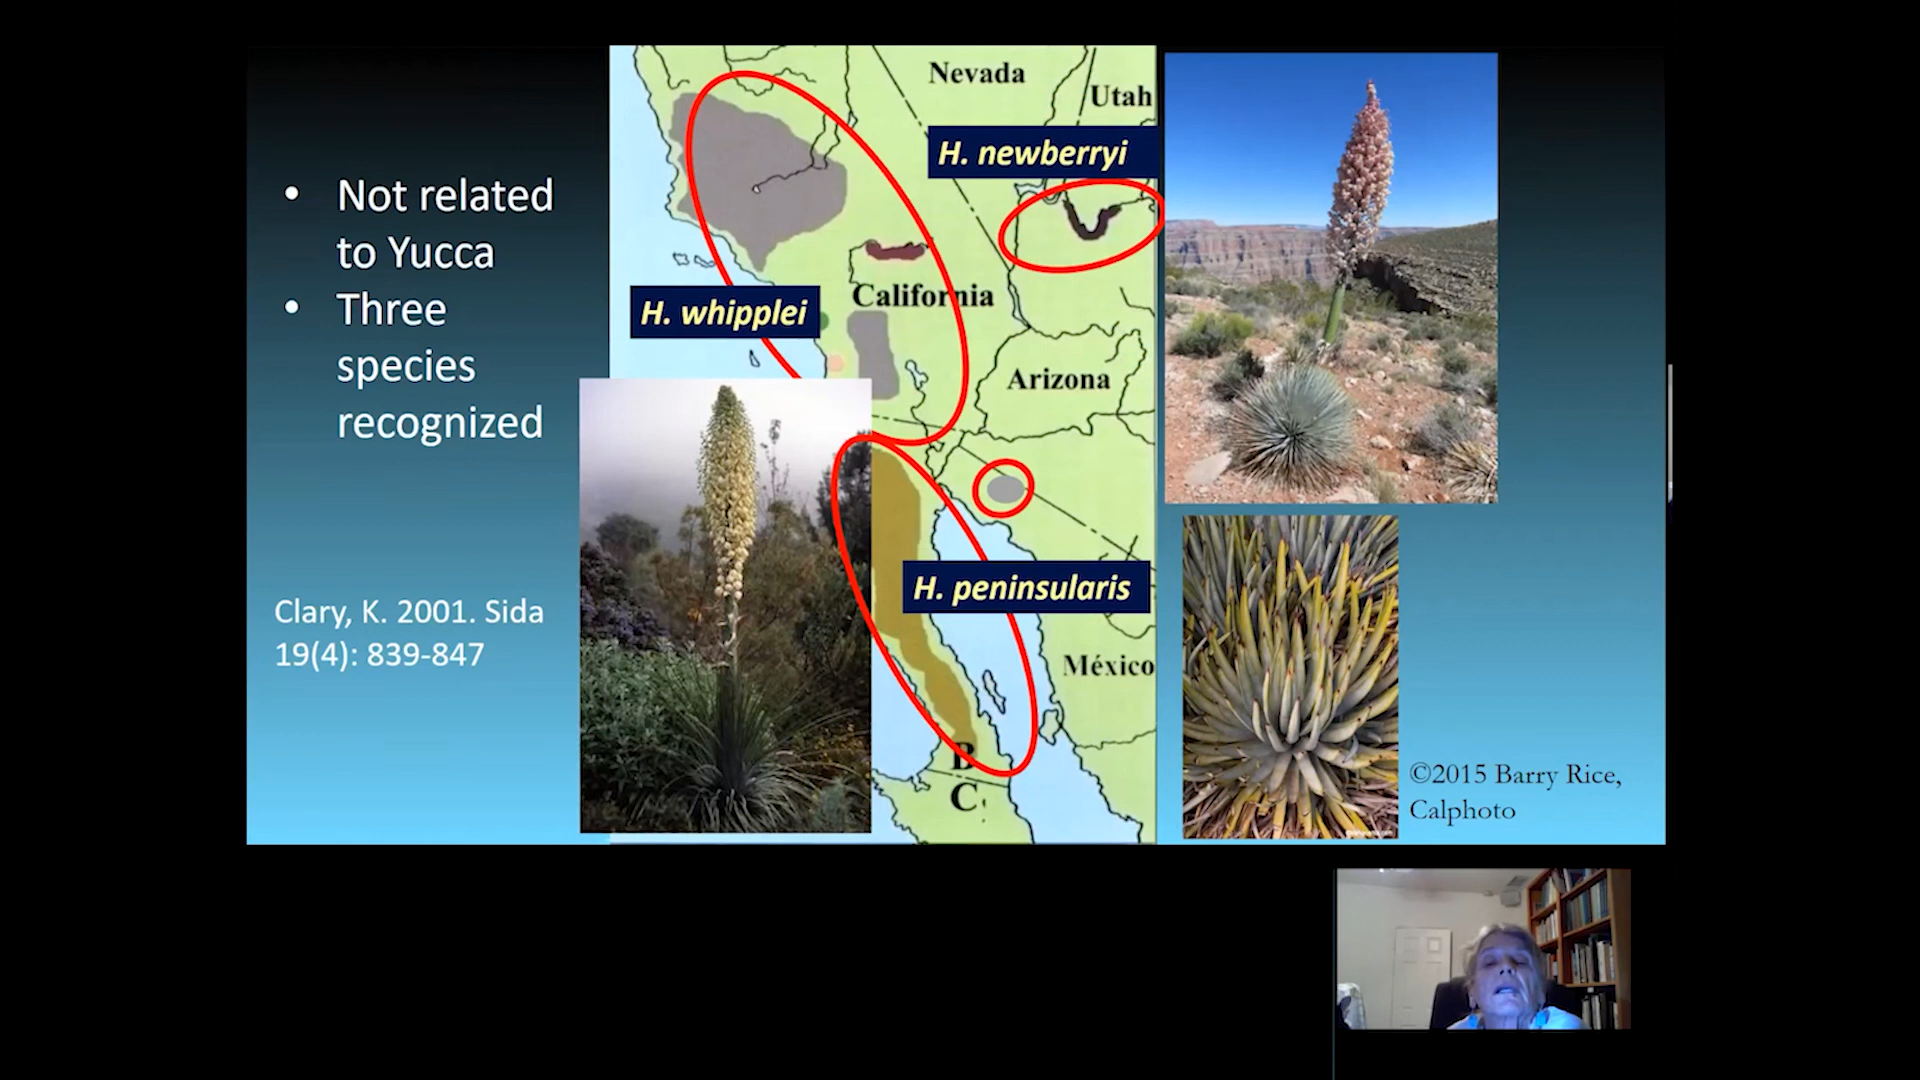 • Not related
to Yucca
• Three
species
recognized
Clary, K. 2001. Sida
19(4): 839-847
Nevada
Utah
H. newberryi
H. whipplei
California
Arizona
H. peninsularis
México
B
C.
©2015 Barry Rice,
Calphoto